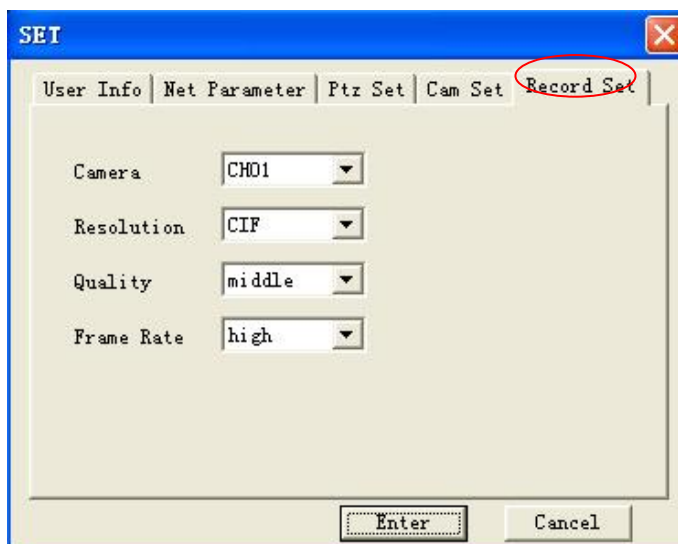 SET
User Info Net Parameter Ptz Set Cam Set Record Set
Camera CH01
Resolution CIF
Quality middle
Frame Rate high
Enter Cancel